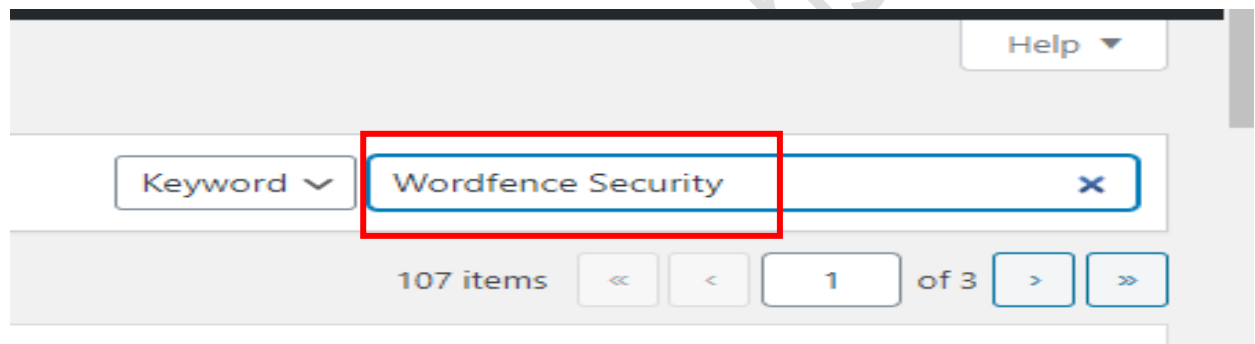 Help
Keyword Wordfence Security
107 items « ‹ 1 of 3 › »